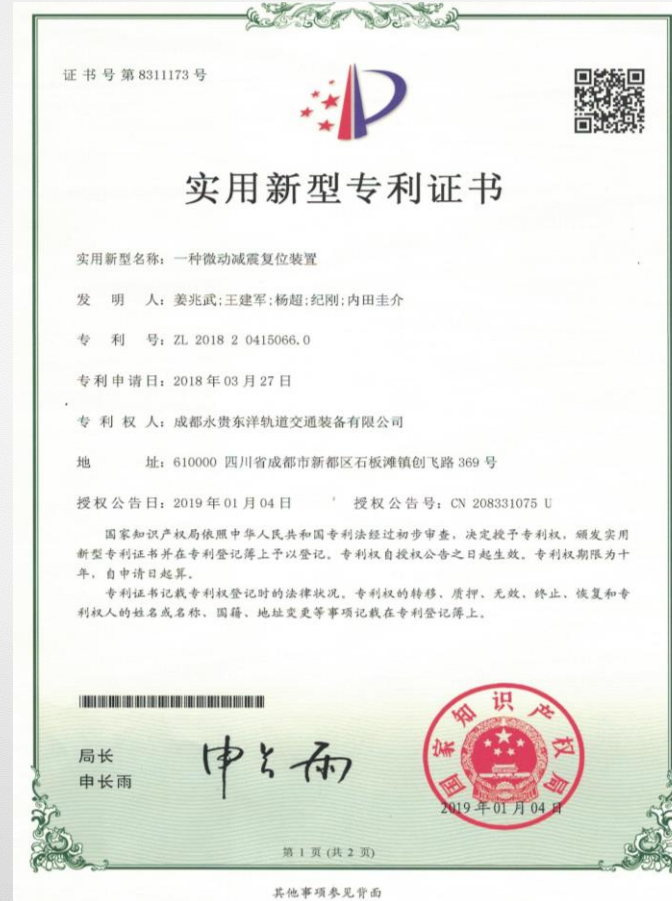 证书号第8311173号
实用新型专利证书
实用新型名称：一种微动减震复位装置
发明人：姜兆武;王建军;杨超;纪刚;内田圭介
专利号：ZL 2018 2 0415066.0
专利申请日：2018年03月27日
专利权人：成都永贵东洋轨道交通装备有限公司
地址：610000 四川省成都市新都区石板滩镇创飞路369号
授权公告日：2019年01月04日 授权公告号：CN 208331075 U
国家知识产权局依照中华人民共和国专利法经过初步审查，决定授予专利权，颁发实用
新型专利证书并在专利登记簿上予以登记。专利权自授权公告之日起生效。专利权期限为十
年，自申请日起算。
专利证书记载专利权登记时的法律状况。专利权的转移、质押、无效、终止、恢复和专
利权人的姓名或名称、国籍、地址变更等事项记载在专利登记簿上。
局长
申长雨
申长雨
国家知识产权局
2019年01月04日
第 1 页 (共 2 页)
其他事项参见背面